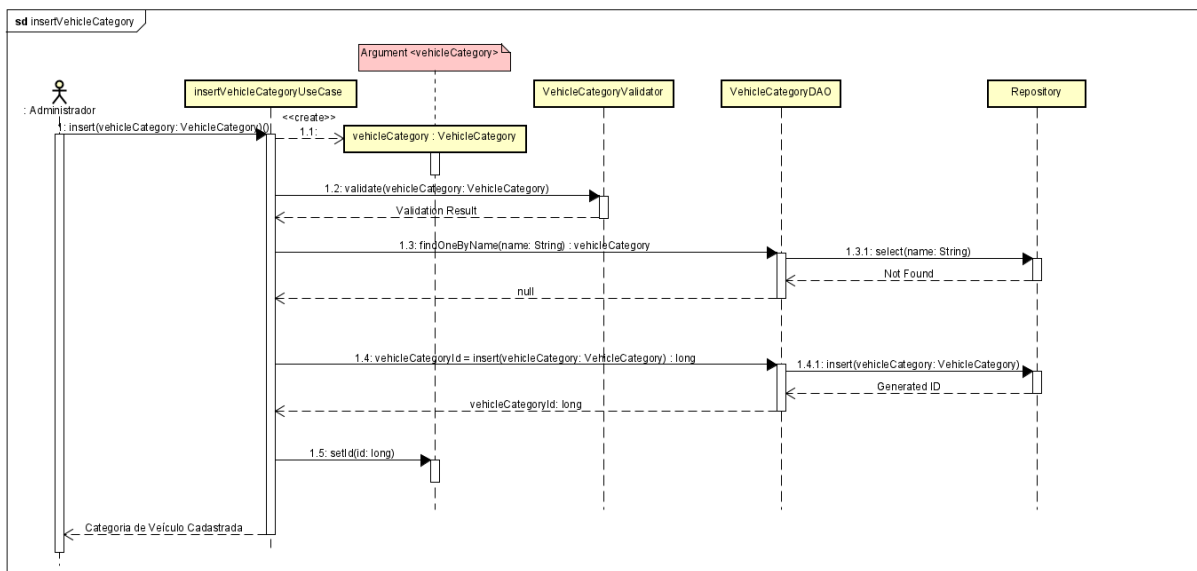 sd insertVehicleCategory
Argument <vehicleCategory>
: Administrador
insertVehicleCategoryUseCase
VehicleCategoryValidator
VehicleCategoryDAO
Repository
1: insert(vehicleCategory: VehicleCategory)()
<<create>>
1.1:
vehicleCategory : VehicleCategory
1.2: validate(vehicleCategory: VehicleCategory)
Validation Result
1.3: findOneByName(name: String) : vehicleCategory
1.3.1: select(name: String)
Not Found
null
1.4: vehicleCategoryId = insert(vehicleCategory: VehicleCategory) : long
1.4.1: insert(vehicleCategory: VehicleCategory)
Generated ID
vehicleCategoryId: long
1.5: setId(id: long)
Categoria de Veículo Cadastrada